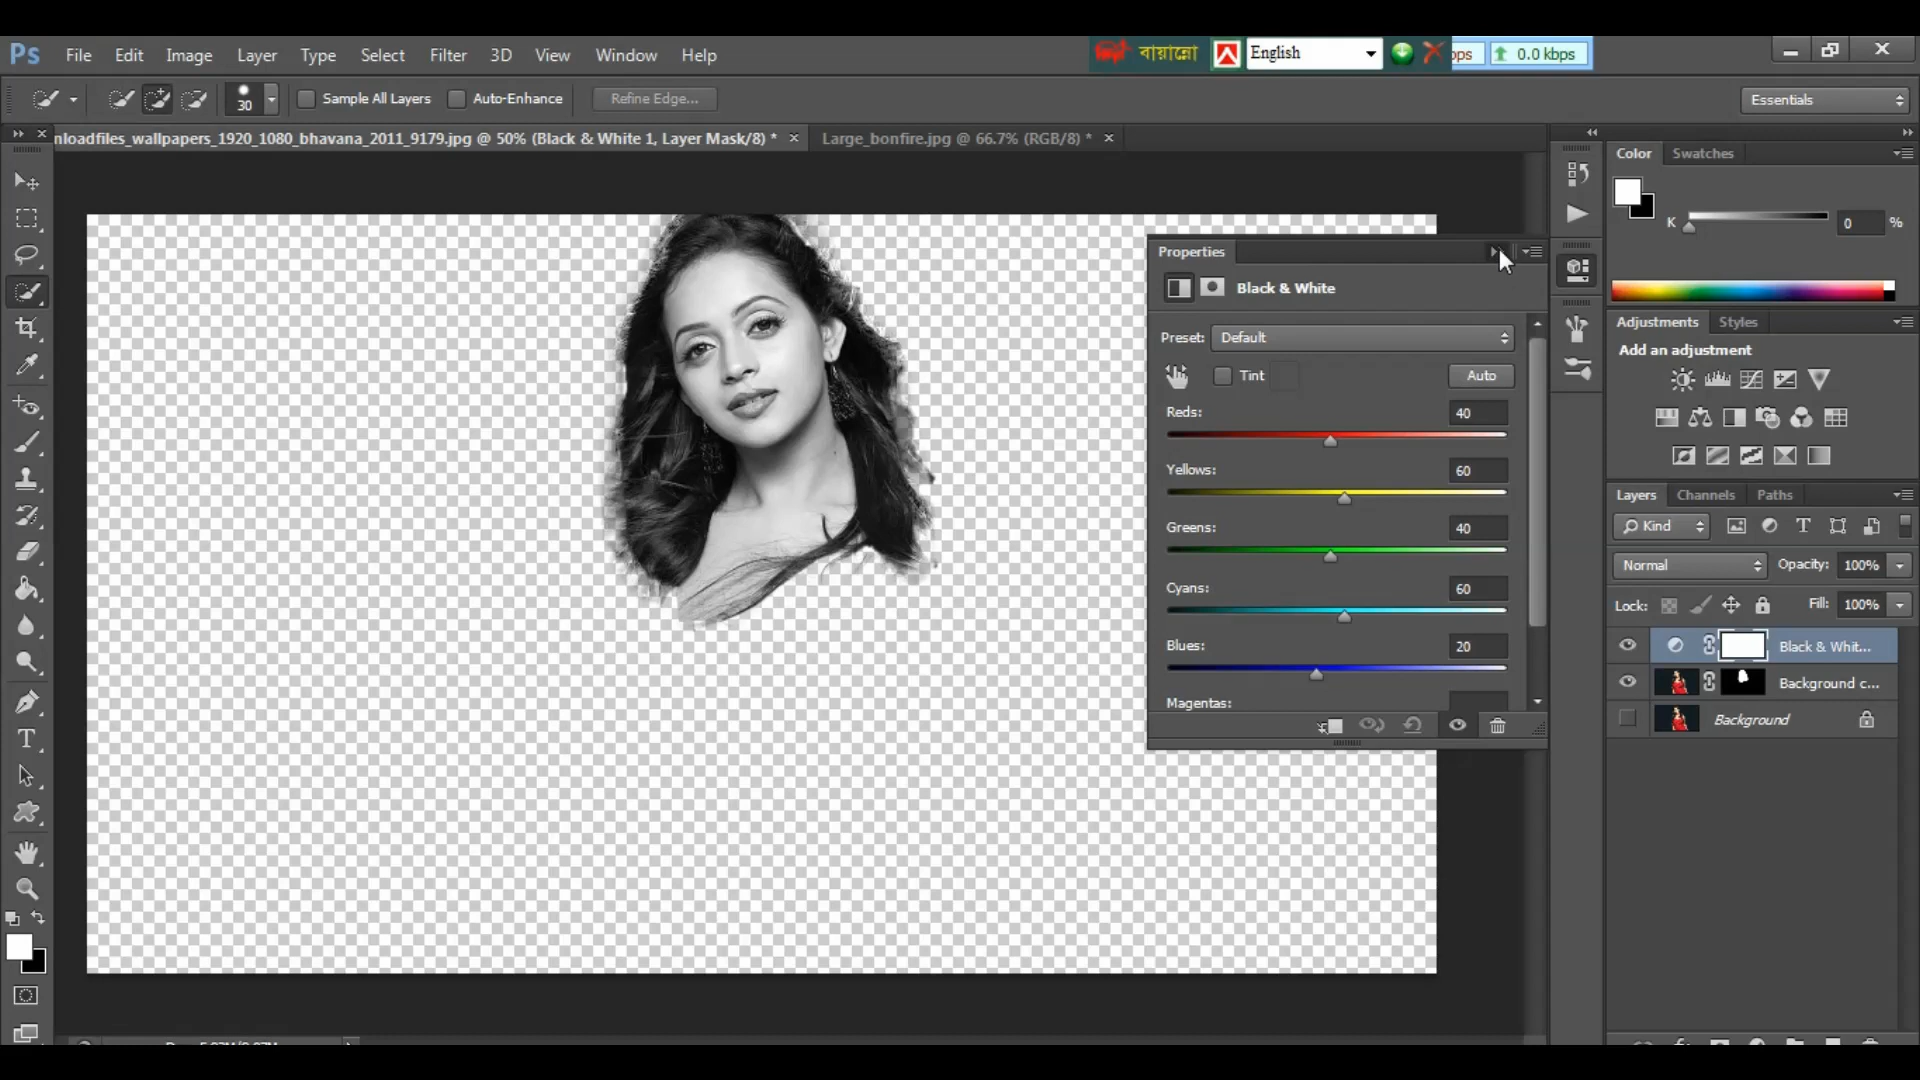 Ps File Edit Image Layer Type Select Filter 3D View Window Help
বায়ান্নো English ops 0.0 kbps
30 Sample All Layers Auto-Enhance Refine Edge... Essentials
nloadfiles_wallpapers_1920_1080_bhavana_2011_9179.jpg @ 50% (Black & White 1, Layer Mask/8) * Large_bonfire.jpg @ 66.7% (RGB/8) *
Color Swatches
K 0 %
Properties
Black & White
Preset: Default
Tint Auto
Reds: 40
Yellows: 60
Greens: 40
Cyans: 60
Blues: 20
Magentas:
Adjustments Styles
Add an adjustment
Layers Channels Paths
Kind
Normal Opacity: 100%
Lock: Fill: 100%
Black & Whit...
Background c...
Background